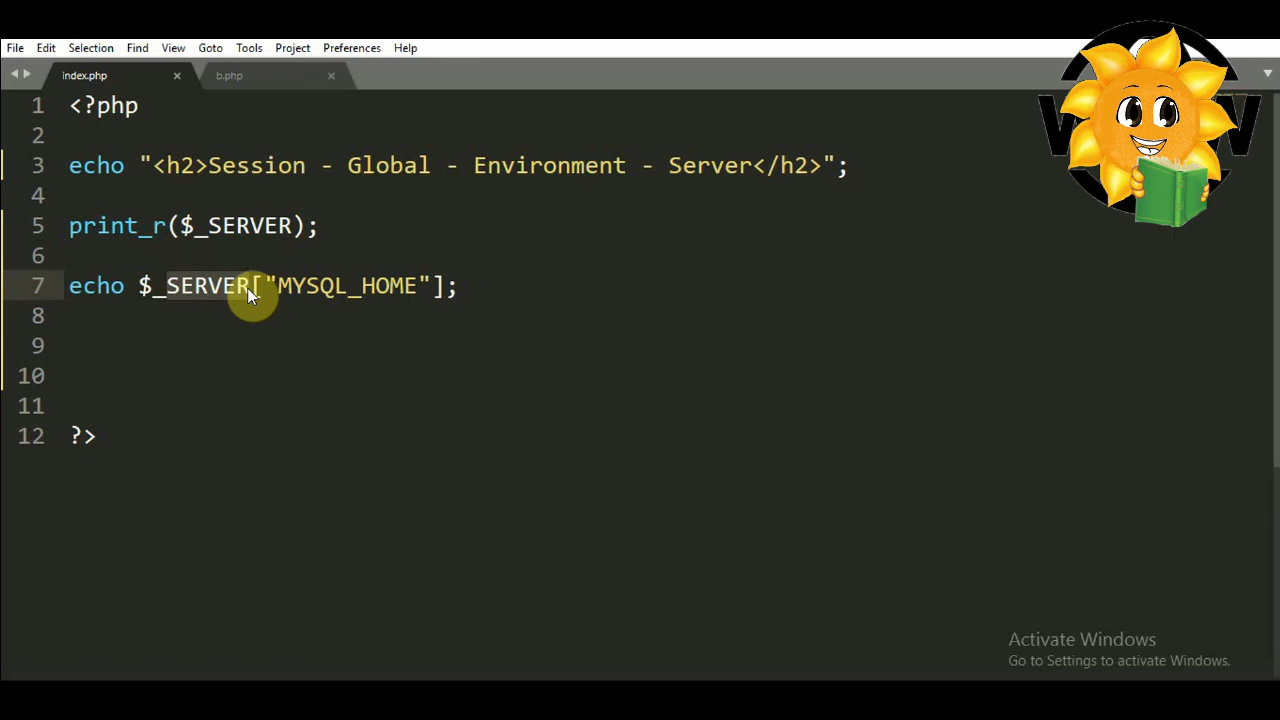 File Edit Selection Find View Goto Tools Project Preferences Help
index.php × b.php ×
1 <?php
2
3 echo "<h2>Session - Global - Environment - Server</h2>";
4
5 print_r($_SERVER);
6
7 echo $_SERVER["MYSQL_HOME"];
8
9
10
11
12 ?>
Activate Windows
Go to Settings to activate Windows.